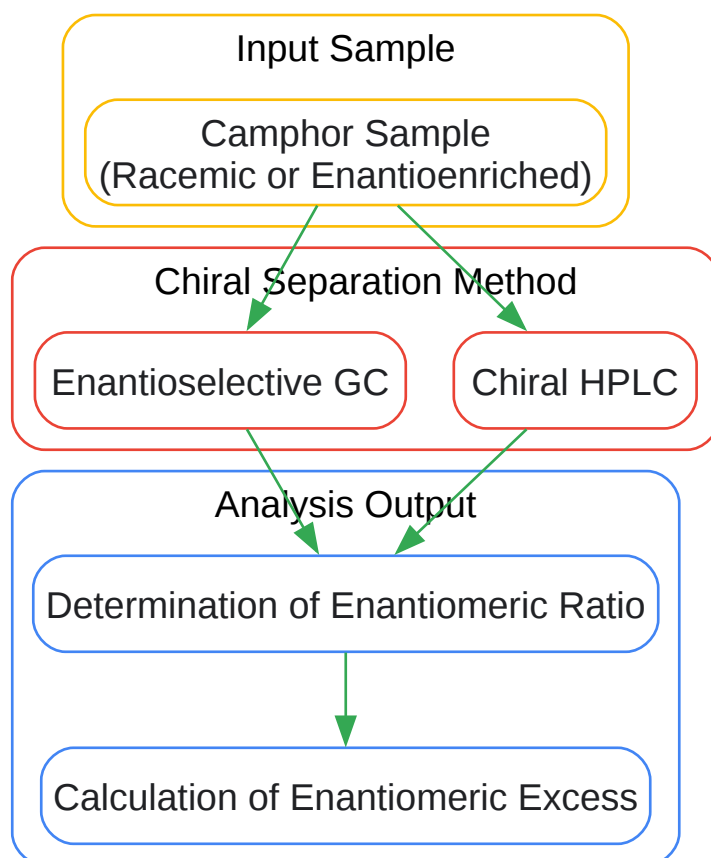 Input Sample
Camphor Sample
(Racemic or Enantioenriched)
Chiral Separation Method
Enantioselective GC
Chiral HPLC
Analysis Output
Determination of Enantiomeric Ratio
Calculation of Enantiomeric Excess